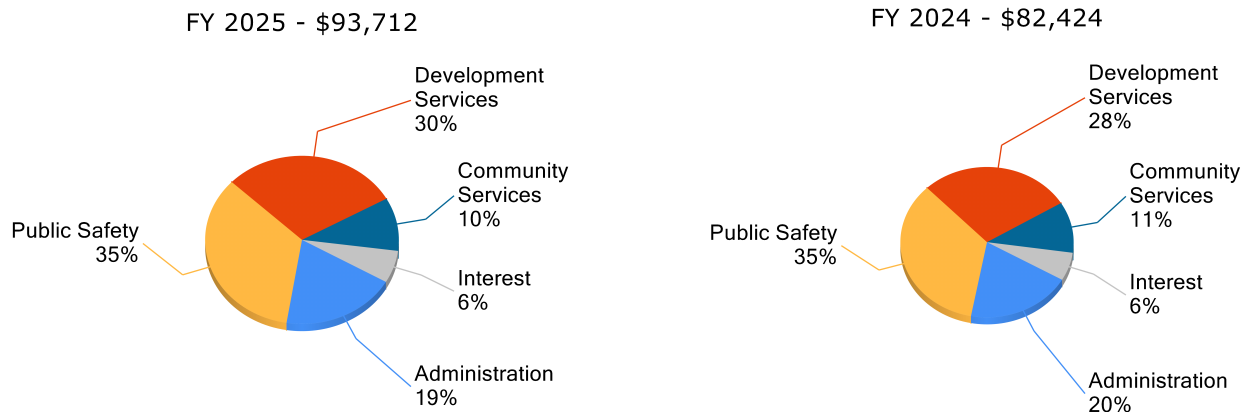 FY 2025 - $93,712
Development
Services
30%
Community
Services
10%
Public Safety
35%
Interest
6%
Administration
19%
FY 2024 - $82,424
Development
Services
28%
Community
Services
11%
Public Safety
35%
Interest
6%
Administration
20%